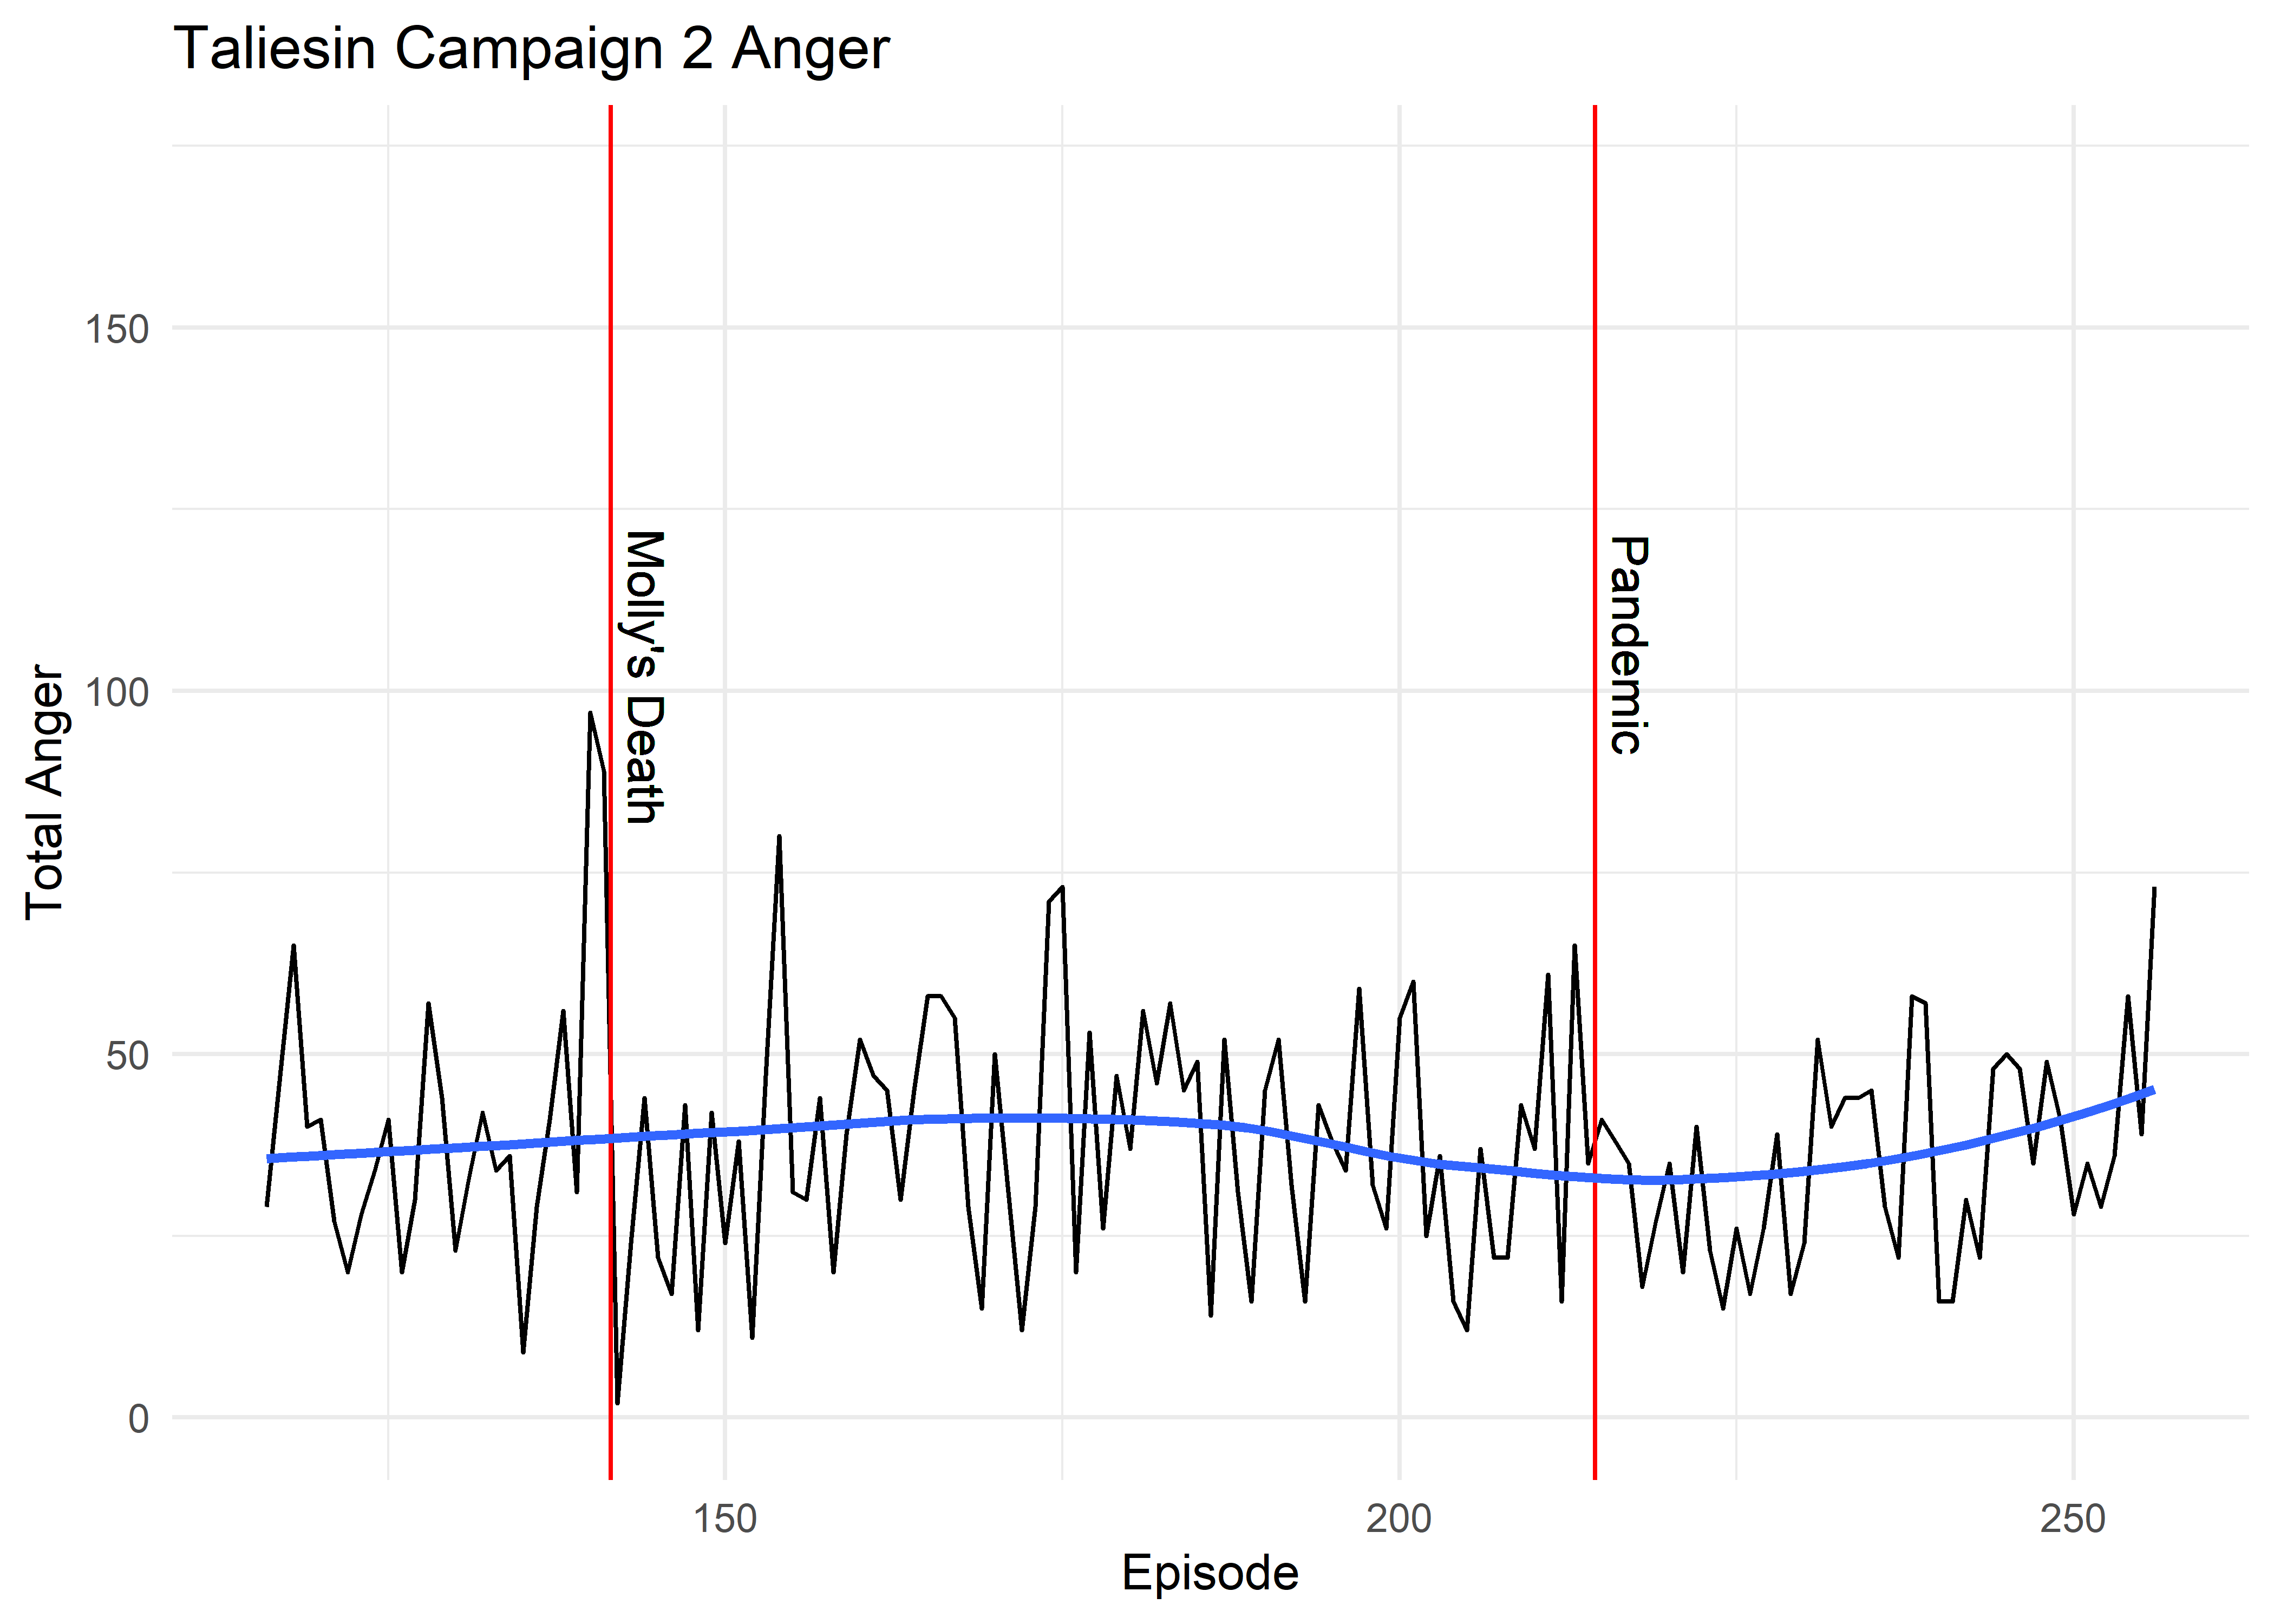 Taliesin Campaign 2 Anger
Total Anger
150
100
50
0
Molly's Death
Pandemic
150
200
250
Episode